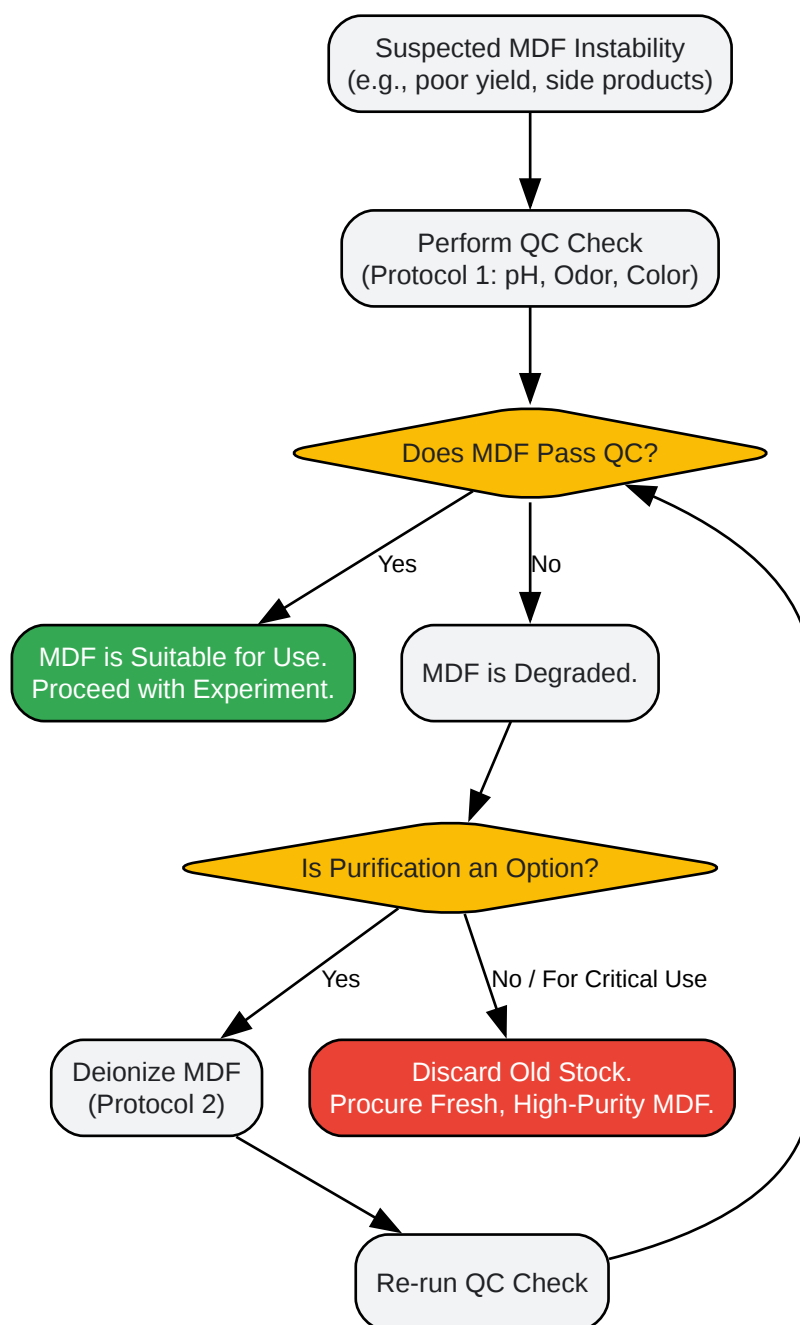 Suspected MDF Instability
(e.g., poor yield, side products)
Perform QC Check
(Protocol 1: pH, Odor, Color)
Does MDF Pass QC?
Yes
No
MDF is Suitable for Use.
Proceed with Experiment.
MDF is Degraded.
Is Purification an Option?
Yes
No / For Critical Use
Deionize MDF
(Protocol 2)
Discard Old Stock.
Procure Fresh, High-Purity MDF.
Re-run QC Check